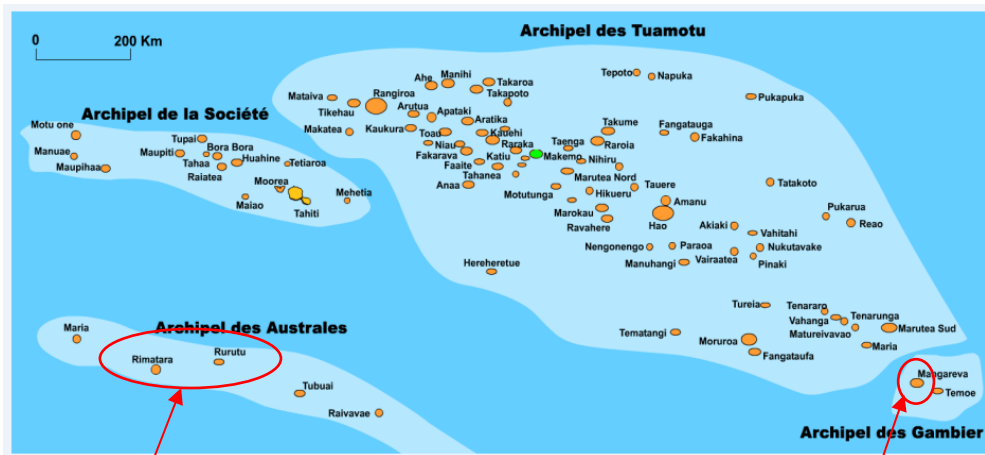 Archipel des Tuamotu
0 200 Km
Tepoto
Napuka
Ahe
Manihi
Takaroa
Takapoto
Pukapuka
Mataiva
Rangiroa
Tikehau
Arutua
Apataki
Aratika
Makatea
Kaukura
Toau
Kauehi
Niau
Raraka
Taenga
Takume
Fangatauga
Fakahina
Raroia
Fakarava
Faaite
Katiu
Makemo
Nihiru
Tahanea
Marutea Nord
Anaa
Motutunga
Hikueru
Tauere
Tatakoto
Amanu
Marokau
Ravahere
Hao
Akiaki
Vahitahi
Pukarua
Reao
Nengonengo
Paraoa
Nukutavake
Manuhangi
Vairaatea
Pinaki
Hereheretue
Tureia
Tenararo
Tenarunga
Vahanga
Matureivavao
Marutea Sud
Tematangi
Moruroa
Maria
Fangataufa
Archipel de la Société
Motu one
Tupai
Manuae
Maupiti
Bora Bora
Huahine
Maupihaa
Tahaa
Raiatea
Tetiaroa
Moorea
Maiao
Mehetia
Tahiti
Archipel des Australes
Maria
Rimatara
Rurutu
Tubuai
Raivavae
Mangareva
Temoe
Archipel des Gambier